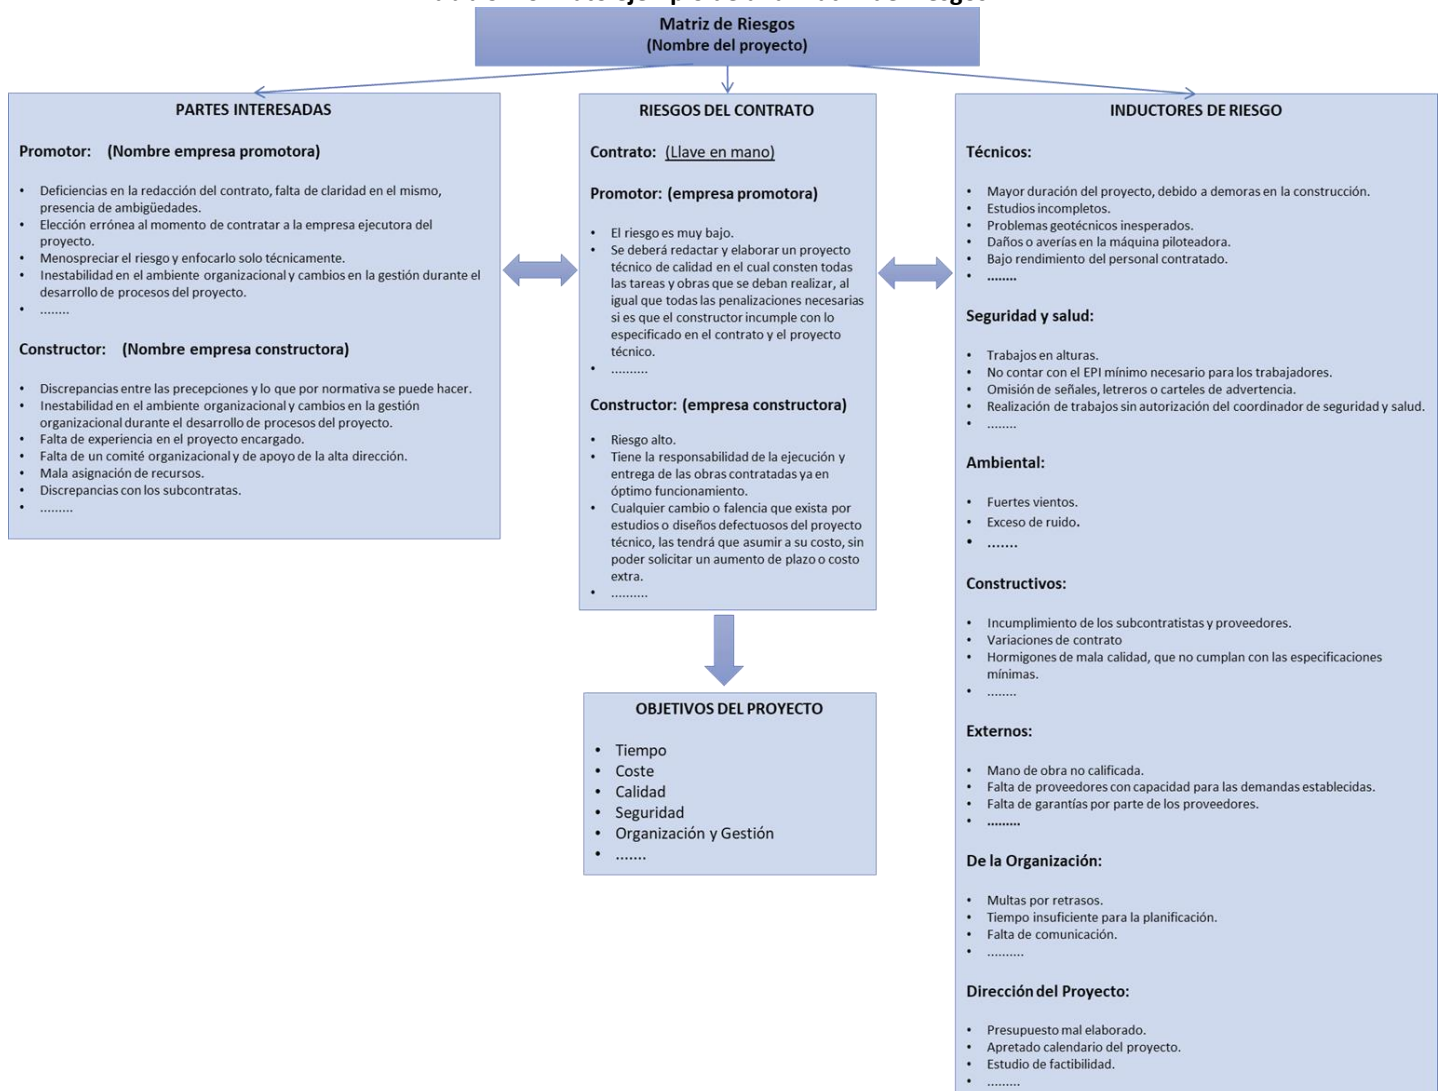 Matriz de Riesgos
(Nombre del proyecto)
PARTES INTERESADAS
Promotor: (Nombre empresa promotora)
• Deficiencias en la redacción del contrato, falta de claridad en el mismo,
presencia de ambigüedades.
• Elección errónea al momento de contratar a la empresa ejecutora del
proyecto.
• Menospreciar el riesgo y enfocarlo solo técnicamente.
• Inestabilidad en el ambiente organizacional y cambios en la gestión durante el
desarrollo de procesos del proyecto.
• ........
Constructor: (Nombre empresa constructora)
• Discrepancias entre las precepciones y lo que por normativa se puede hacer.
• Inestabilidad en el ambiente organizacional y cambios en la gestión
organizacional durante el desarrollo de procesos del proyecto.
• Falta de experiencia en el proyecto encargado.
• Falta de un comité organizacional y de apoyo de la alta dirección.
• Mala asignación de recursos.
• Discrepancias con los subcontratas.
• .........
RIESGOS DEL CONTRATO
Contrato: (Llave en mano)
Promotor: (empresa promotora)
• El riesgo es muy bajo.
• Se deberá redactar y elaborar un proyecto
técnico de calidad en el cual consten todas
las tareas y obras que se deban realizar, al
igual que todas las penalizaciones necesarias
si es que el constructor incumple con lo
especificado en el contrato y el proyecto
técnico.
• ..........
Constructor: (empresa constructora)
• Riesgo alto.
• Tiene la responsabilidad de la ejecución y
entrega de las obras contratadas ya en
óptimo funcionamiento.
• Cualquier cambio o falencia que exista por
estudios o diseños defectuosos del proyecto
técnico, las tendrá que asumir a su costo, sin
poder solicitar un aumento de plazo o costo
extra.
• ..........
OBJETIVOS DEL PROYECTO
• Tiempo
• Coste
• Calidad
• Seguridad
• Organización y Gestión
• .......
INDUCTORES DE RIESGO
Técnicos:
• Mayor duración del proyecto, debido a demoras en la construcción.
• Estudios incompletos.
• Problemas geotécnicos inesperados.
• Daños o averías en la máquina piloteadora.
• Bajo rendimiento del personal contratado.
• ........
Seguridad y salud:
• Trabajos en alturas.
• No contar con el EPI mínimo necesario para los trabajadores.
• Omisión de señales, letreros o carteles de advertencia.
• Realización de trabajos sin autorización del coordinador de seguridad y salud.
• ........
Ambiental:
• Fuertes vientos.
• Exceso de ruido.
• .......
Constructivos:
• Incumplimiento de los subcontratistas y proveedores.
• Variaciones de contrato
• Hormigones de mala calidad, que no cumplan con las especificaciones
mínimas.
• ........
Externos:
• Mano de obra no calificada.
• Falta de proveedores con capacidad para las demandas establecidas.
• Falta de garantías por parte de los proveedores.
• .........
De la Organización:
• Multas por retrasos.
• Tiempo insuficiente para la planificación.
• Falta de comunicación.
• ..........
Dirección del Proyecto:
• Presupuesto mal elaborado.
• Apretado calendario del proyecto.
• Estudio de factibilidad.
• .........